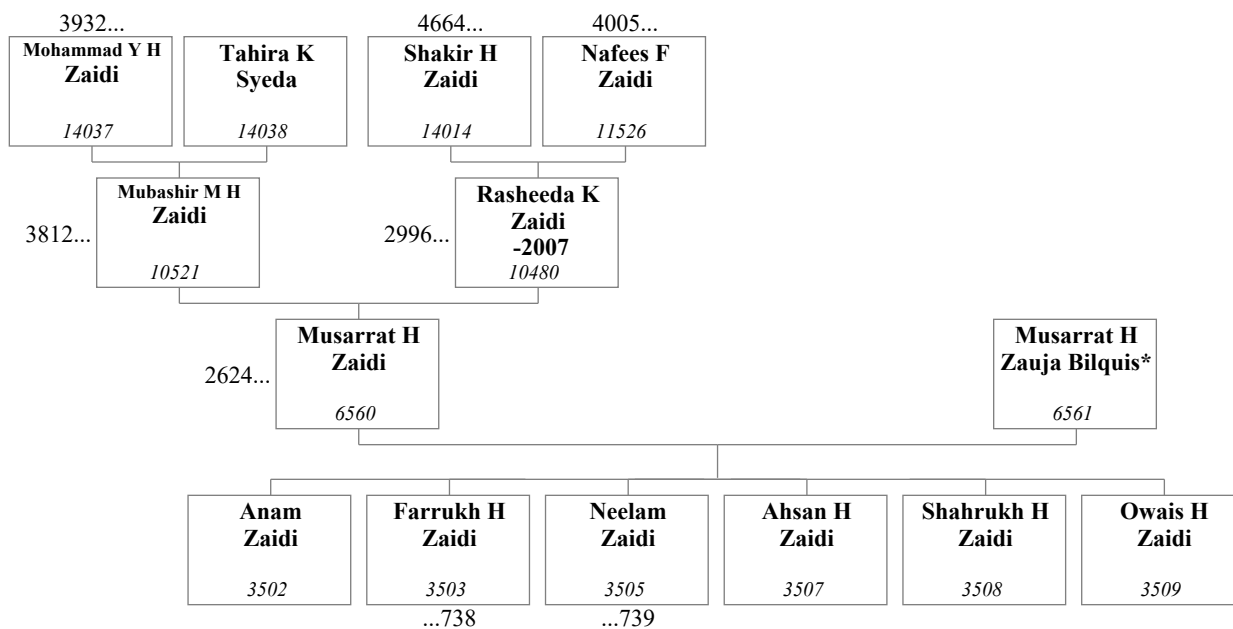 3932...
4664...
4005...
Mohammad Y H
Zaidi
14037
Tahira K
Syeda
14038
Shakir H
Zaidi
14014
Nafees F
Zaidi
11526
3812...
Mubashir M H
Zaidi
10521
2996...
Rasheeda K
Zaidi
-2007
10480
2624...
Musarrat H
Zaidi
6560
Musarrat H
Zauja Bilquis*
6561
Anam
Zaidi
3502
Farrukh H
Zaidi
3503
...738
Neelam
Zaidi
3505
...739
Ahsan H
Zaidi
3507
Shahrukh H
Zaidi
3508
Owais H
Zaidi
3509